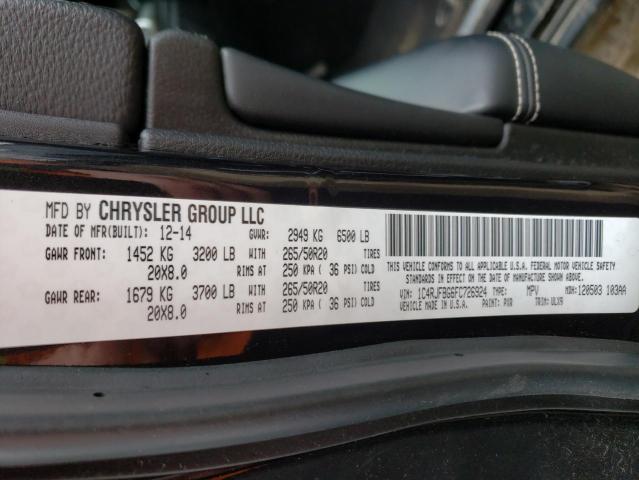 MFD BY CHRYSLER GROUP LLC
DATE OF MFR(BUILT): 12-14 GVWR: 2949 KG 6500 LB
GAWR FRONT: 1452 KG 3200 LB WITH 265/50R20 TIRES
20X8.0 RIMS AT 250 KPA ( 36 PSI) COLD
GAWR REAR: 1679 KG 3700 LB WITH 265/50R20 TIRES
20X8.0 RIMS AT 250 KPA ( 36 PSI) COLD
THIS VEHICLE CONFORMS TO ALL APPLICABLE U.S.A. FEDERAL MOTOR VEHICLE SAFETY
STANDARDS IN EFFECT ON THE DATE OF MANUFACTURE SHOWN ABOVE.
VIN: 1C4RJFBG6FC726924 TYPE: MPV MDH: 120503 103AA
VEHICLE MADE IN U.S.A. PAINT: PXR TRIM: ULX9